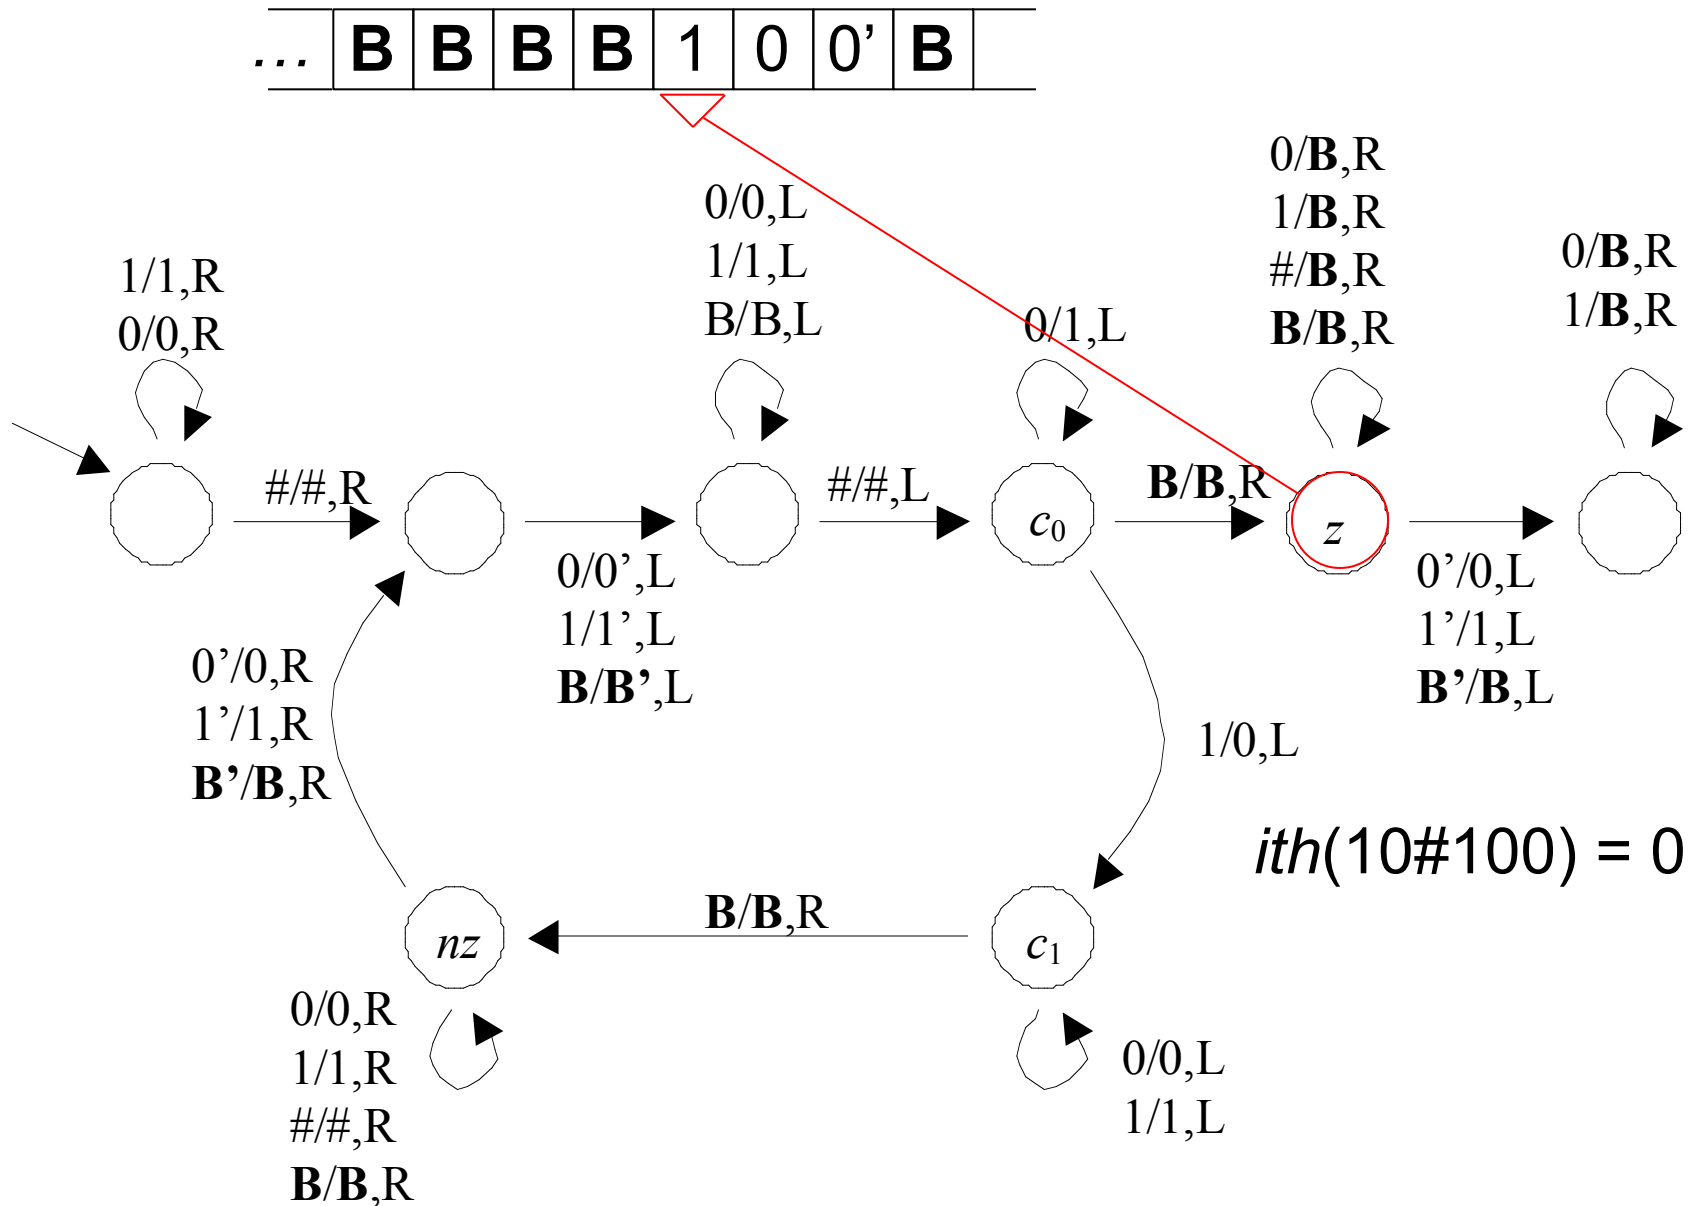 ... B B B B 1 0 0’ B
1/1,R
0/0,R
0/0,L
1/1,L
B/B,L
0/1,L
0/B,R
1/B,R
#/B,R
B/B,R
0/B,R
1/B,R
#/#,R
#/#,L
B/B,R
c₀
z
0/0’,L
1/1’,L
B/B’,L
0’/0,L
1’/1,L
B’/B,L
0’/0,R
1’/1,R
B’/B,R
1/0,L
ith(10#100) = 0
B/B,R
nz
c₁
0/0,R
1/1,R
#/#,R
B/B,R
0/0,L
1/1,L